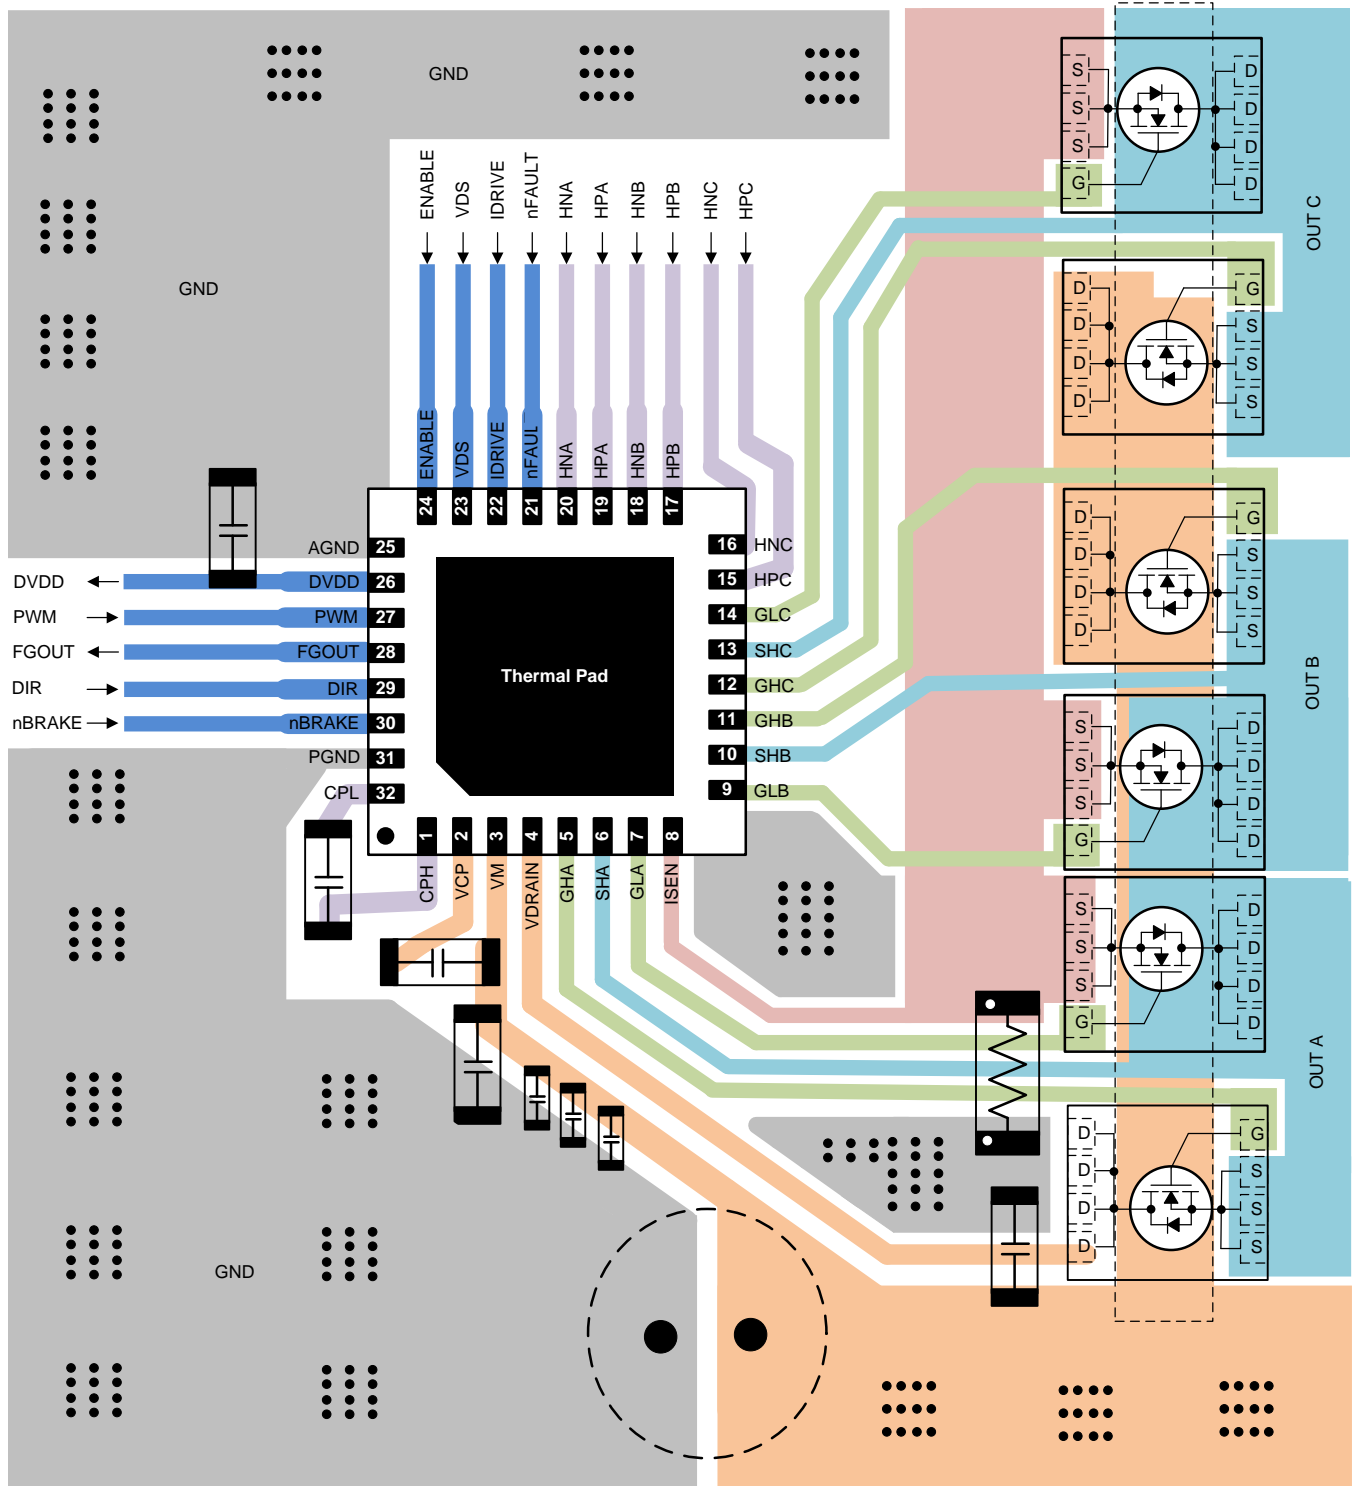 GND
GND
ENABLE
VDS
IDRIVE
nFAULT
HNA
HPA
HNB
HPB
HNC
HPC
ENABLE
VDS
IDRIVE
nFAUL
HNA
HPA
HNB
HPB
24
23
22
21
20
19
18
17
AGND 25
DVDD DVDD 26
PWM PWM 27
FGOUT FGOUT 28
DIR DIR 29
nBRAKE nBRAKE 30
PGND 31
CPL 32
Thermal Pad
16 HNC
15 HPC
14 GLC
13 SHC
12 GHC
11 GHB
10 SHB
9 GLB
1
2
3
4
5
6
7
8
CPH
VCP
VM
VDRAIN
GHA
SHA
GLA
ISEN
S D
S D
S D
G D
OUT C
D G
D S
D S
D S
D G
D S
D S
D S
OUT B
S D
S D
S D
G D
S D
S D
S D
G D
OUT A
D G
D S
D S
D S
GND